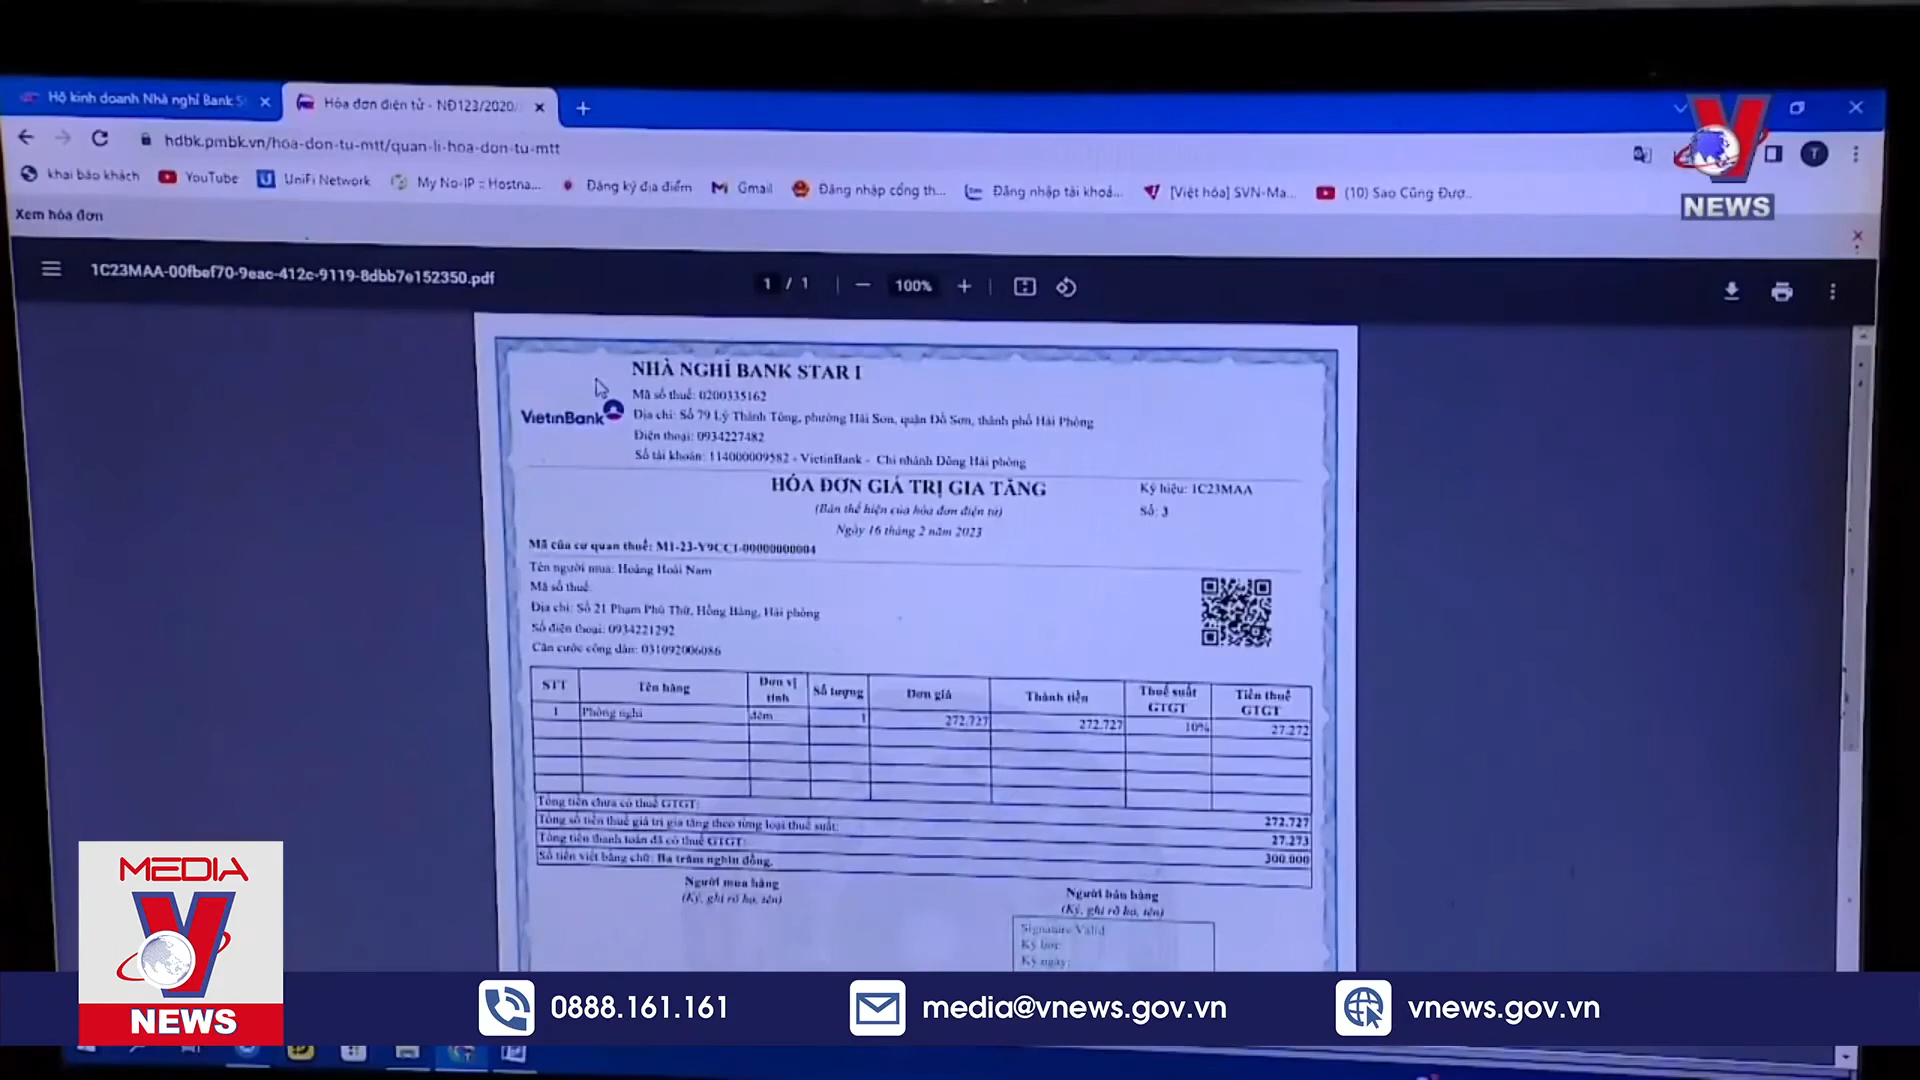 Hộ kinh doanh Nhà nghỉ Bank S
Hóa đơn điện tử - NĐ123/2020/
hdbk.pmbk.vn/hoa-don-tu-mtt/quan-li-hoa-don-tu-mtt
khai báo khách
YouTube
UniFi Network
My No-IP :: Hostna...
Đăng ký địa điểm
Gmail
Đăng nhập cổng th...
Đăng nhập tài khoả...
[Việt hóa] SVN-Ma...
(10) Sao Cũng Đượ...
T
NEWS
Xem hóa đơn
1C23MAA-00fbef70-9eac-412c-9119-8dbb7e152350.pdf
1 / 1
100%
NHÀ NGHỈ BANK STAR I
Mã số thuế: 0200335162
VietinBank
Địa chỉ: Số 79 Lý Thánh Tông, phường Hải Sơn, quận Đồ Sơn, thành phố Hải Phòng
Điện thoại: 0934227482
Số tài khoản: 114000009582 - VietinBank - Chi nhánh Đông Hải phòng
HÓA ĐƠN GIÁ TRỊ GIA TĂNG
Ký hiệu: 1C23MAA
(Bản thể hiện của hóa đơn điện tử)
Số: 3
Ngày 16 tháng 2 năm 2023
Mã của cơ quan thuế: M1-23-Y9CC1-00000000004
Tên người mua: Hoàng Hoài Nam
Mã số thuế:
Địa chỉ: Số 21 Phạm Phú Thứ, Hồng Bàng, Hải phòng
Số điện thoại: 0934221292
Căn cước công dân: 031092006086
STT Tên hàng Đơn vị tính Số lượng Đơn giá Thành tiền Thuế suất GTGT Tiền thuế GTGT
1 Phòng nghỉ đêm 1 272.727 272.727 10% 27.272
Tổng tiền chưa có thuế GTGT: 272.727
Tổng số tiền thuế giá trị gia tăng theo từng loại thuế suất: 27.273
Tổng tiền thanh toán đã có thuế GTGT: 300.000
Số tiền viết bằng chữ: Ba trăm nghìn đồng.
Người mua hàng
(Ký, ghi rõ họ, tên)
Người bán hàng
(Ký, ghi rõ họ, tên)
Signature Valid
Ký bởi:
Ký ngày:
MEDIA
NEWS
0888.161.161
media@vnews.gov.vn
vnews.gov.vn